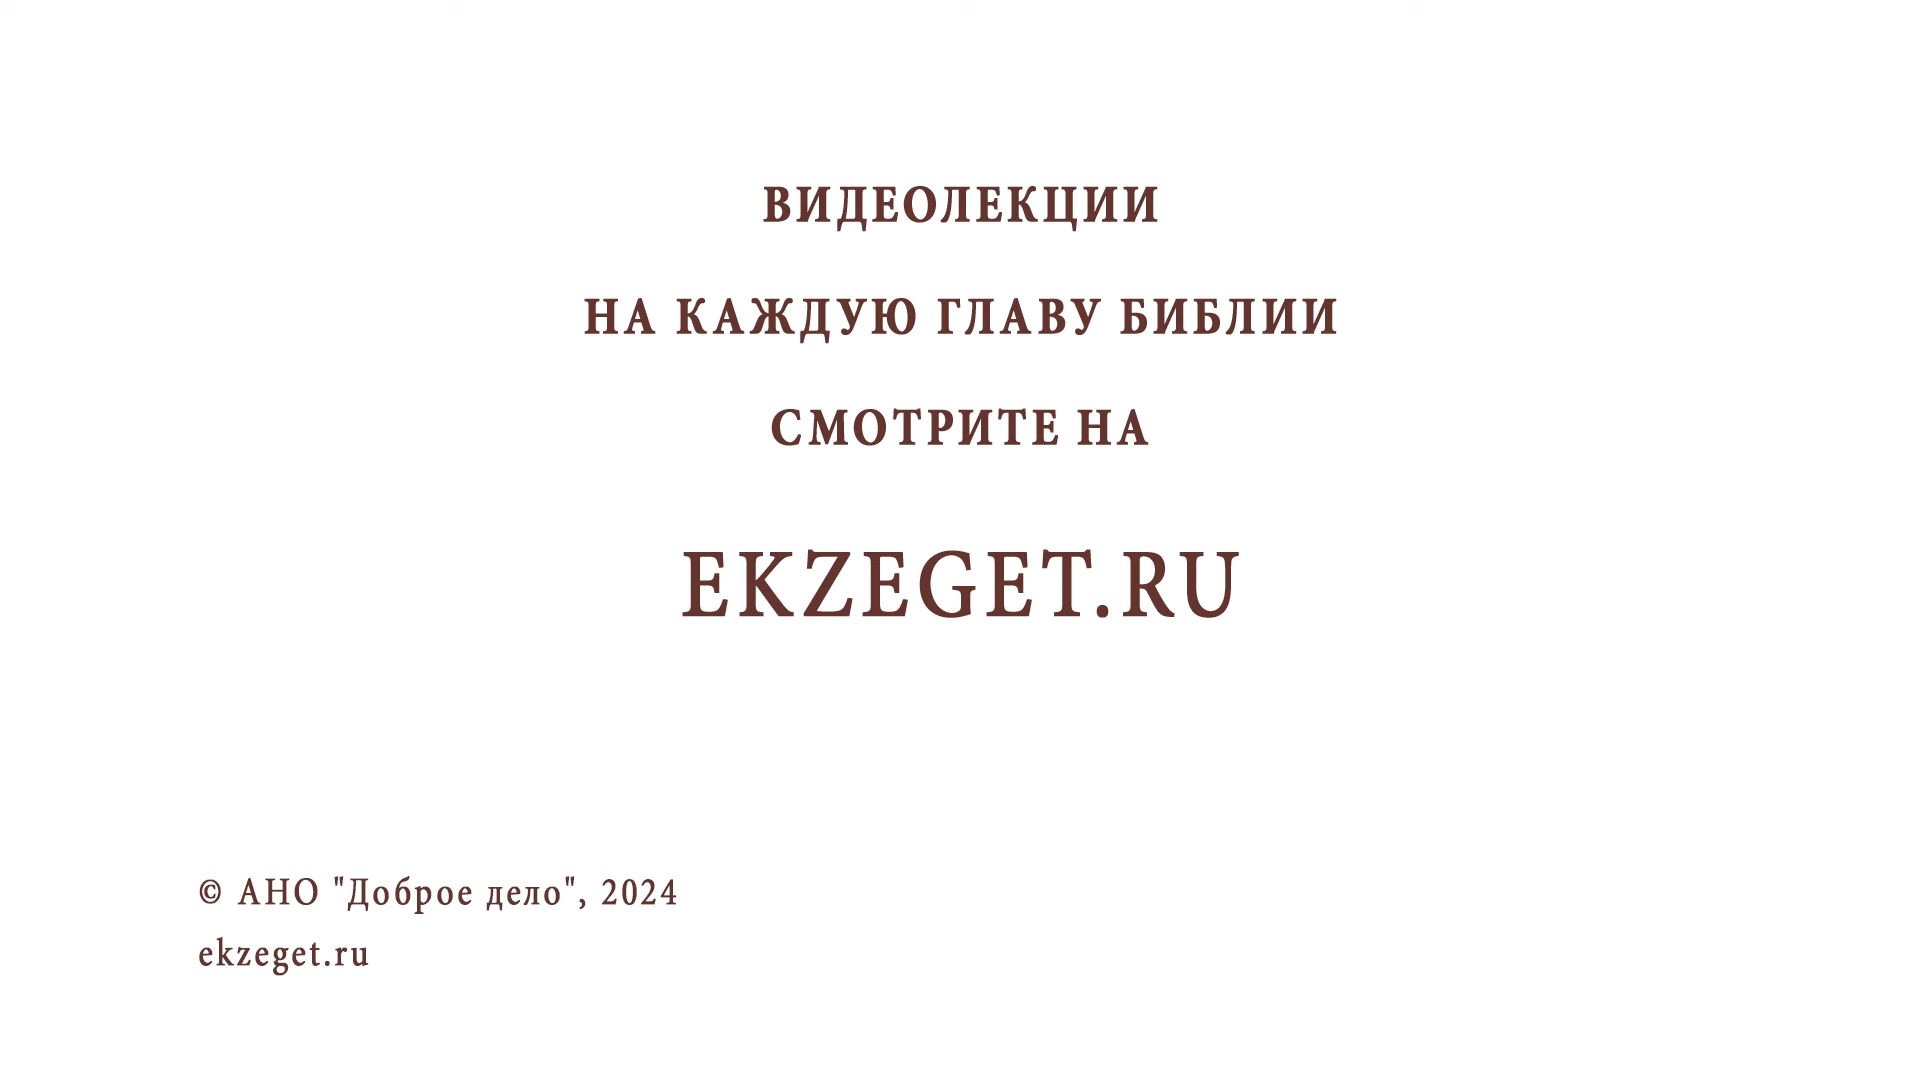 ВИДЕОЛЕКЦИИ
НА КАЖДУЮ ГЛАВУ БИБЛИИ
СМОТРИТЕ НА
EKZEGET.RU
© АНО "Доброе дело", 2024
ekzeget.ru